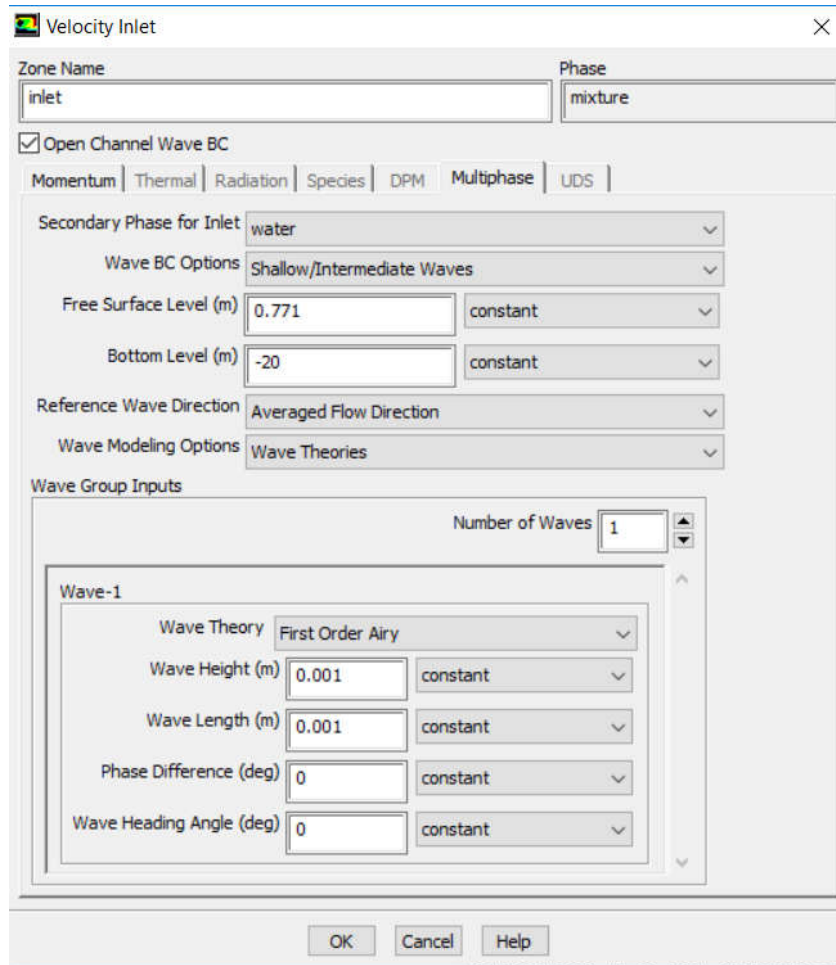 Velocity Inlet
Zone Name Phase
inlet mixture
Open Channel Wave BC
Momentum Thermal Radiation Species DPM Multiphase UDS
Secondary Phase for Inlet water
Wave BC Options Shallow/Intermediate Waves
Free Surface Level (m) 0.771 constant
Bottom Level (m) -20 constant
Reference Wave Direction Averaged Flow Direction
Wave Modeling Options Wave Theories
Wave Group Inputs
Number of Waves 1
Wave-1
Wave Theory First Order Airy
Wave Height (m) 0.001 constant
Wave Length (m) 0.001 constant
Phase Difference (deg) 0 constant
Wave Heading Angle (deg) 0 constant
OK Cancel Help